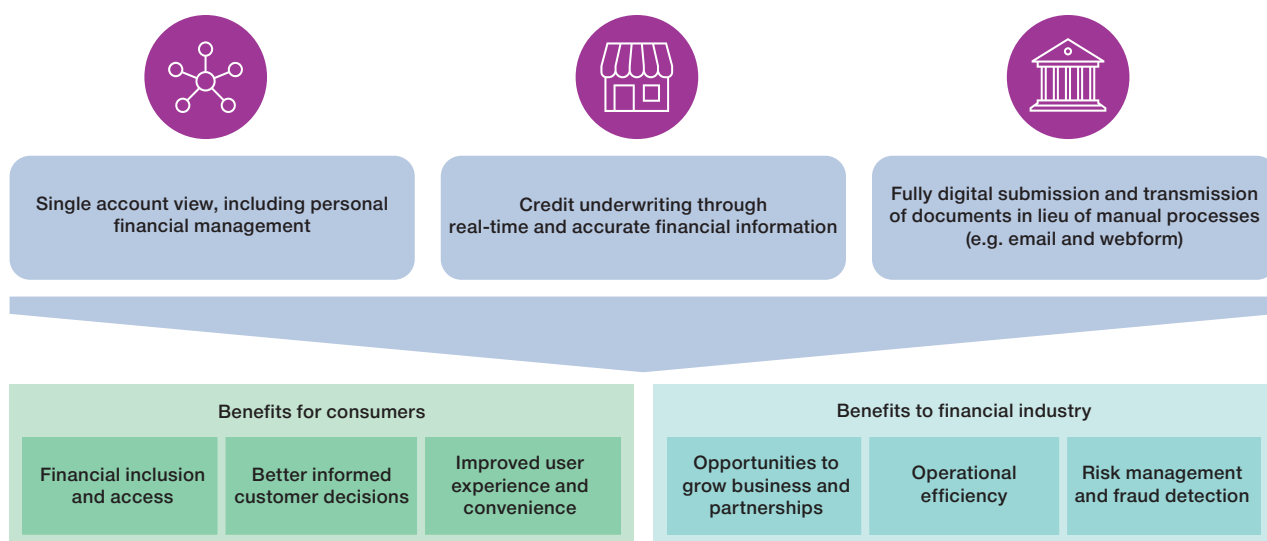 Single account view, including personal
financial management
Credit underwriting through
real-time and accurate financial information
Fully digital submission and transmission
of documents in lieu of manual processes
(e.g. email and webform)
Benefits for consumers
Financial inclusion
and access
Better informed
customer decisions
Improved user
experience and
convenience
Benefits to financial industry
Opportunities to
grow business and
partnerships
Operational
efficiency
Risk management
and fraud detection